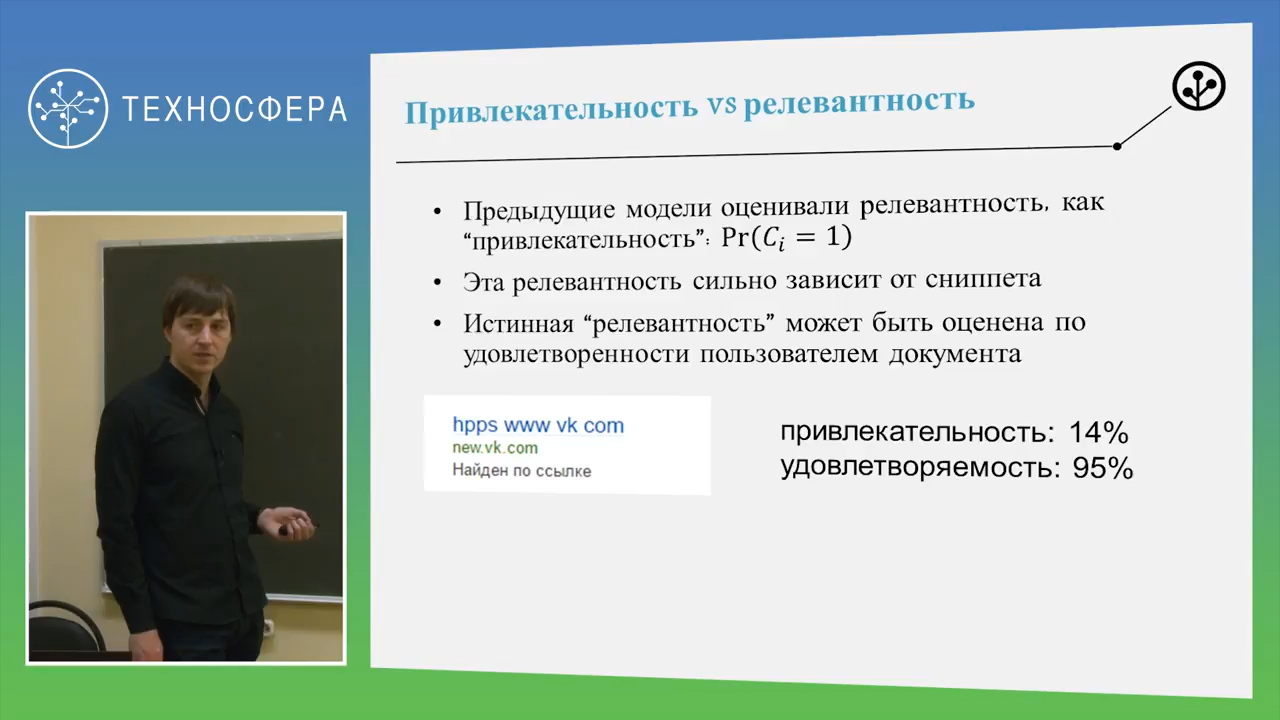 ТЕХНОСФЕРА
Привлекательность vs релевантность
• Предыдущие модели оценивали релевантность, как
“привлекательность”: Pr(Cᵢ = 1)
• Эта релевантность сильно зависит от сниппета
• Истинная “релевантность” может быть оценена по
удовлетворенности пользователем документа
hpps www vk com
new.vk.com
Найден по ссылке
привлекательность: 14%
удовлетворяемость: 95%